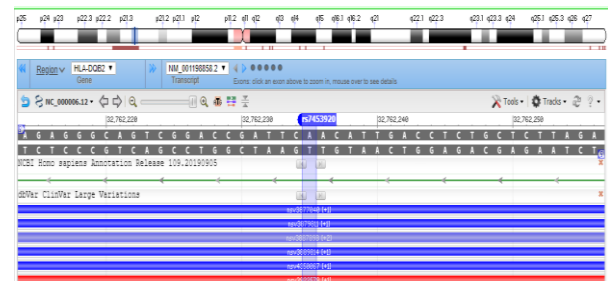 p25 p24 p23 p22.3 p22.2 p21.3 p21.2 p21.1 p12 p11.2 q11 q12 q13 q14 q15 q16.1 q16.2 q21 q22.1 q22.3 q23.1 q23.3 q24 q25.1 q25.3 q26 q27
Region HLA-DQB2 NM_001198858.2
Gene Transcript Exons: click an exon above to zoom in, mouse over to see details
NC_000006.12 Tools Tracks ?
32,762,220 32,762,230 rs7453920 32,762,240 32,762,250
A G A G G G C A G T C G G A C C G A T T C A A C A T T G A C C T C T G C T C T T A G A
T C T C C C G T C A G C C T G G C T A A G T T G T A A C T G G A G A C G A G A A T C T
NCBI Homo sapiens Annotation Release 109.20190905
dbVar ClinVar Large Variations